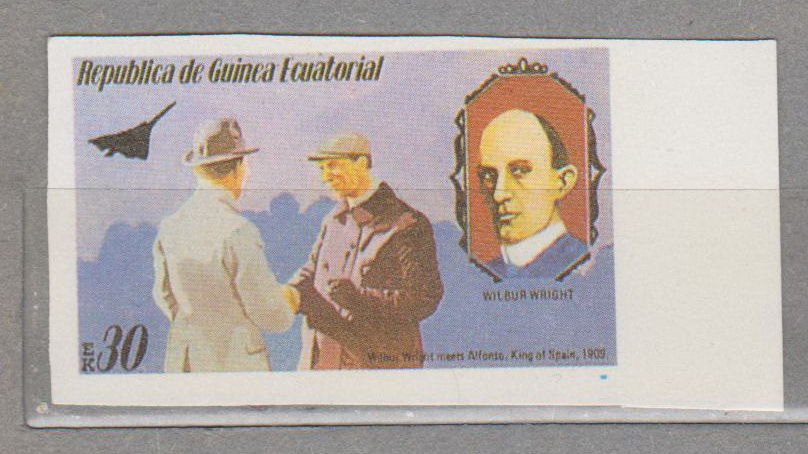 Republica de Guinea Ecuatorial
WILBUR WRIGHT
EK 30
Wilbur Wright meets Alfonso, King of Spain, 1909